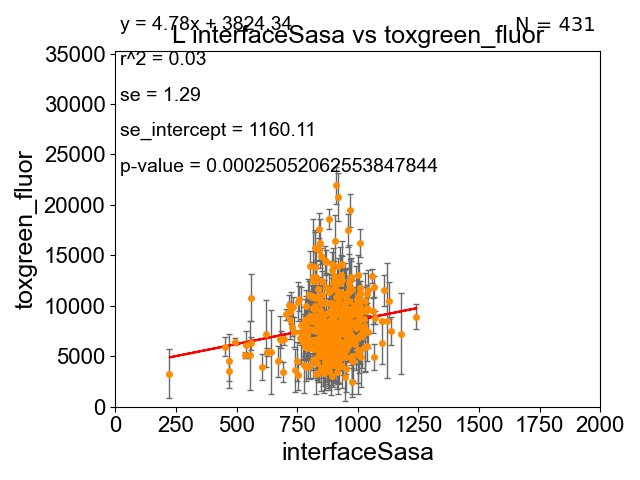 y = 4.78x + 3824.34
N = 431
L interfaceSasa vs toxgreen_fluor
r^2 = 0.03
se = 1.29
se_intercept = 1160.11
p-value = 0.00025052062553847844
35000
30000
25000
20000
15000
10000
5000
0
toxgreen_fluor
0 250 500 750 1000 1250 1500 1750 2000
interfaceSasa